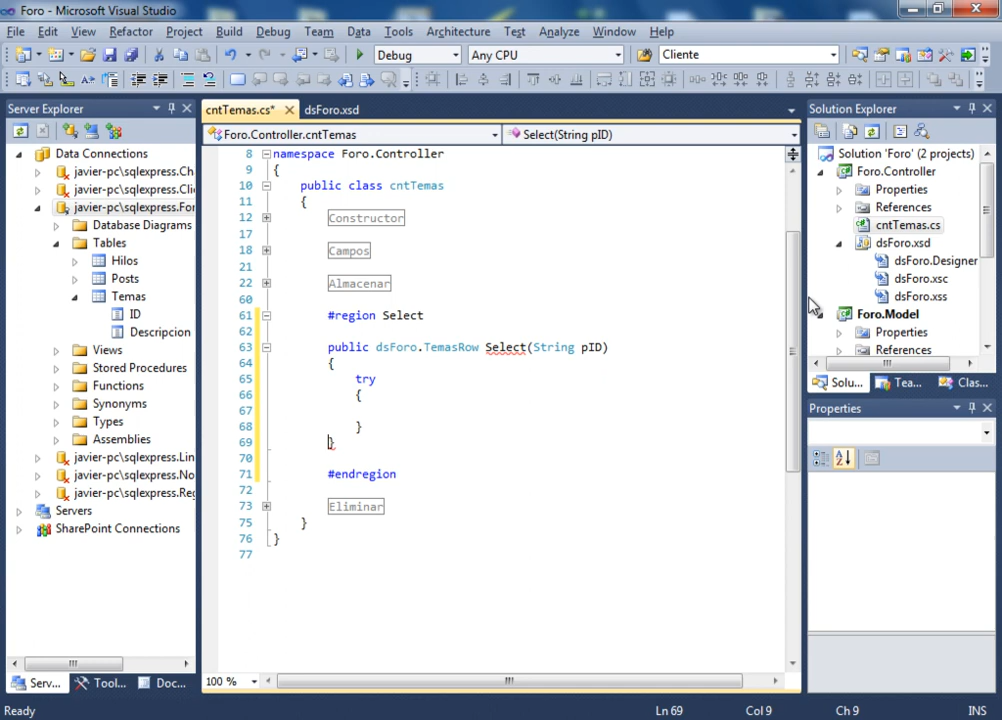 Foro - Microsoft Visual Studio
File Edit View Refactor Project Build Debug Team Data Tools Architecture Test Analyze Window Help
Debug Any CPU Cliente
Server Explorer
Data Connections
javier-pc\sqlexpress.Ch
javier-pc\sqlexpress.Cli
javier-pc\sqlexpress.For
Database Diagrams
Tables
Hilos
Posts
Temas
ID
Descripcion
Views
Stored Procedures
Functions
Synonyms
Types
Assemblies
javier-pc\sqlexpress.Lin
javier-pc\sqlexpress.No
javier-pc\sqlexpress.Reg
Servers
SharePoint Connections
Serv... Tool... Doc...
cntTemas.cs* dsForo.xsd
Foro.Controller.cntTemas Select(String pID)
8 namespace Foro.Controller
9 {
10 public class cntTemas
11 {
12 Constructor
17
18 Campos
21
22 Almacenar
60
61 #region Select
62
63 public dsForo.TemasRow Select(String pID)
64 {
65 try
66 {
67
68 }
69 }
70
71 #endregion
72
73 Eliminar
75 }
76 }
77
100 %
Solution Explorer
Solution 'Foro' (2 projects)
Foro.Controller
Properties
References
cntTemas.cs
dsForo.xsd
dsForo.Designer
dsForo.xsc
dsForo.xss
Foro.Model
Properties
References
Solu... Tea... Clas...
Properties
Ready Ln 69 Col 9 Ch 9 INS